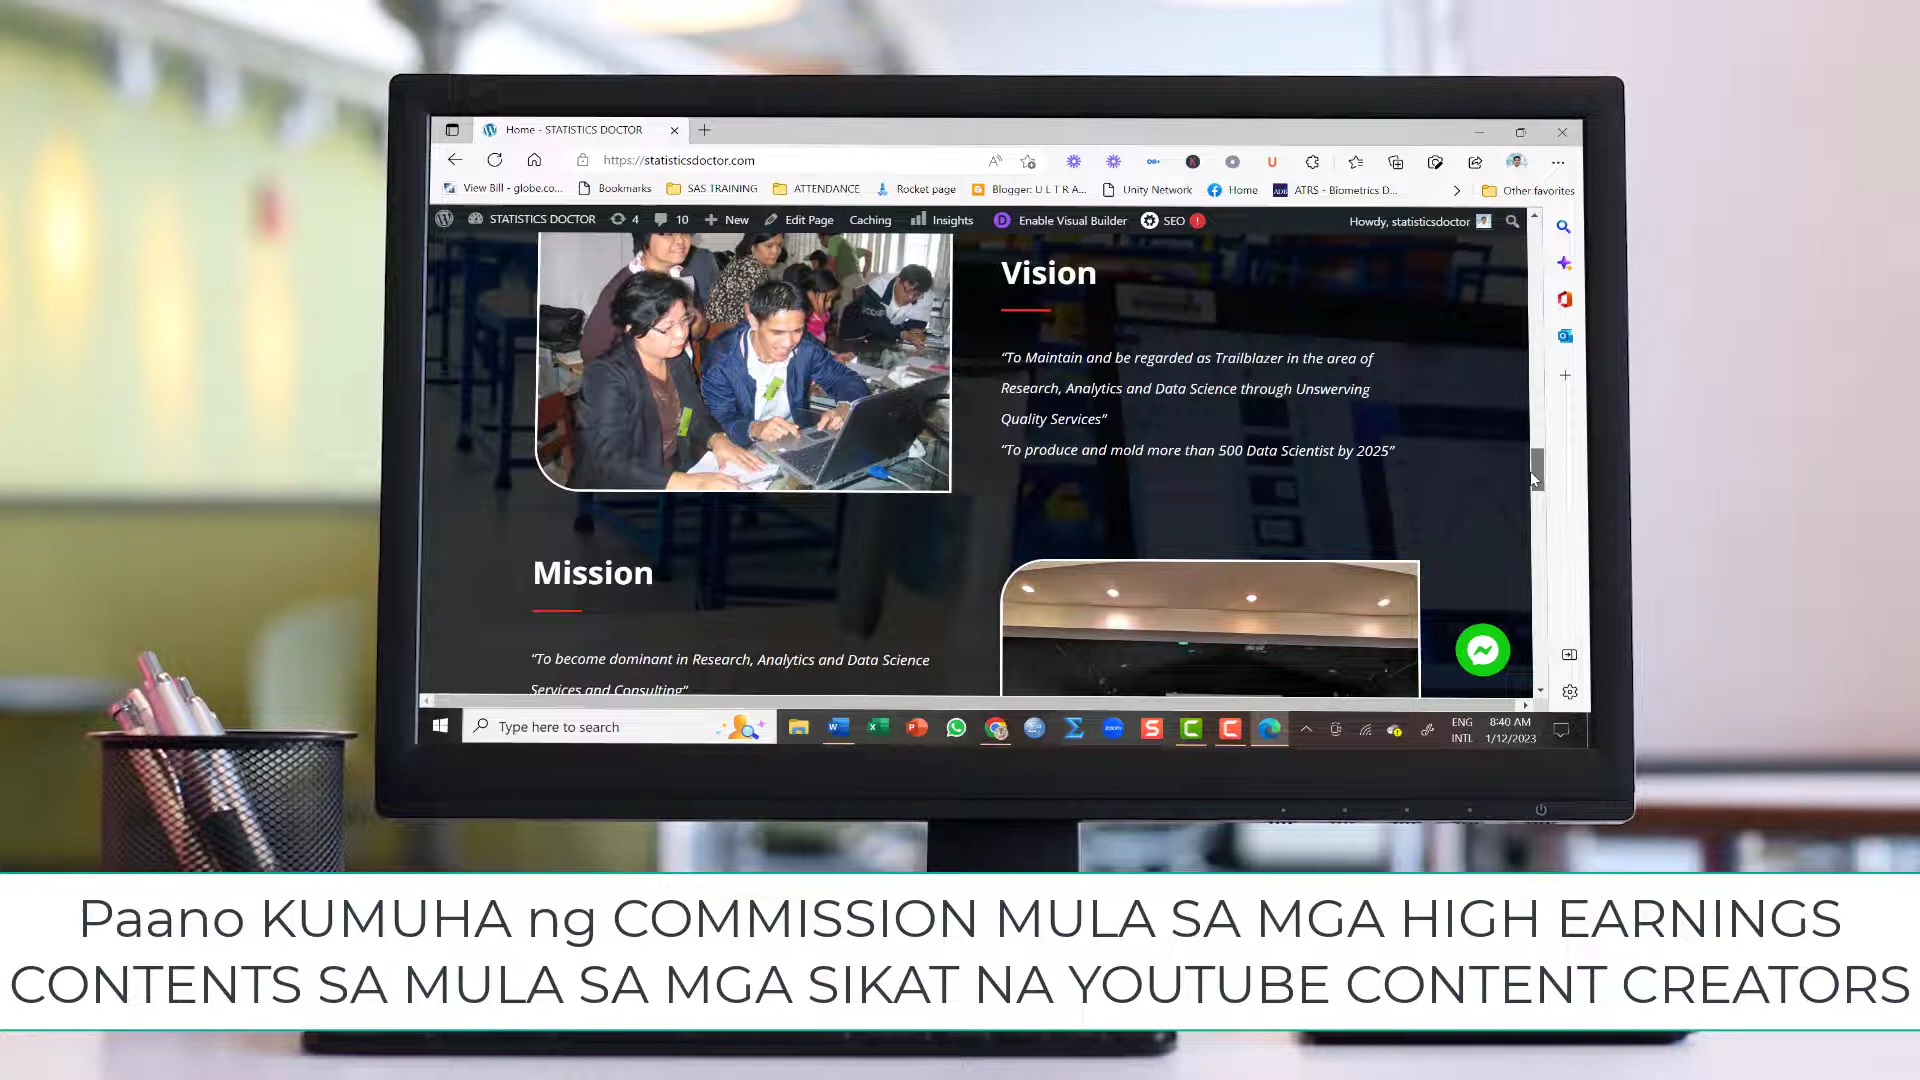 Home - STATISTICS DOCTOR
https://statisticsdoctor.com
View Bill - globe.co... Bookmarks SAS TRAINING ATTENDANCE Rocket page Blogger: U L T R A... Unity Network Home ATRS - Biometrics D... Other favorites
STATISTICS DOCTOR 4 10 New Edit Page Caching Insights Enable Visual Builder SEO ! Howdy, statisticsdoctor
Vision
“To Maintain and be regarded as Trailblazer in the area of
Research, Analytics and Data Science through Unswerving
Quality Services”
“To produce and mold more than 500 Data Scientist by 2025”
Mission
“To become dominant in Research, Analytics and Data Science
Services and Consulting”
Type here to search
ENG 8:40 AM
INTL 1/12/2023
Paano KUMUHA ng COMMISSION MULA SA MGA HIGH EARNINGS
CONTENTS SA MULA SA MGA SIKAT NA YOUTUBE CONTENT CREATORS